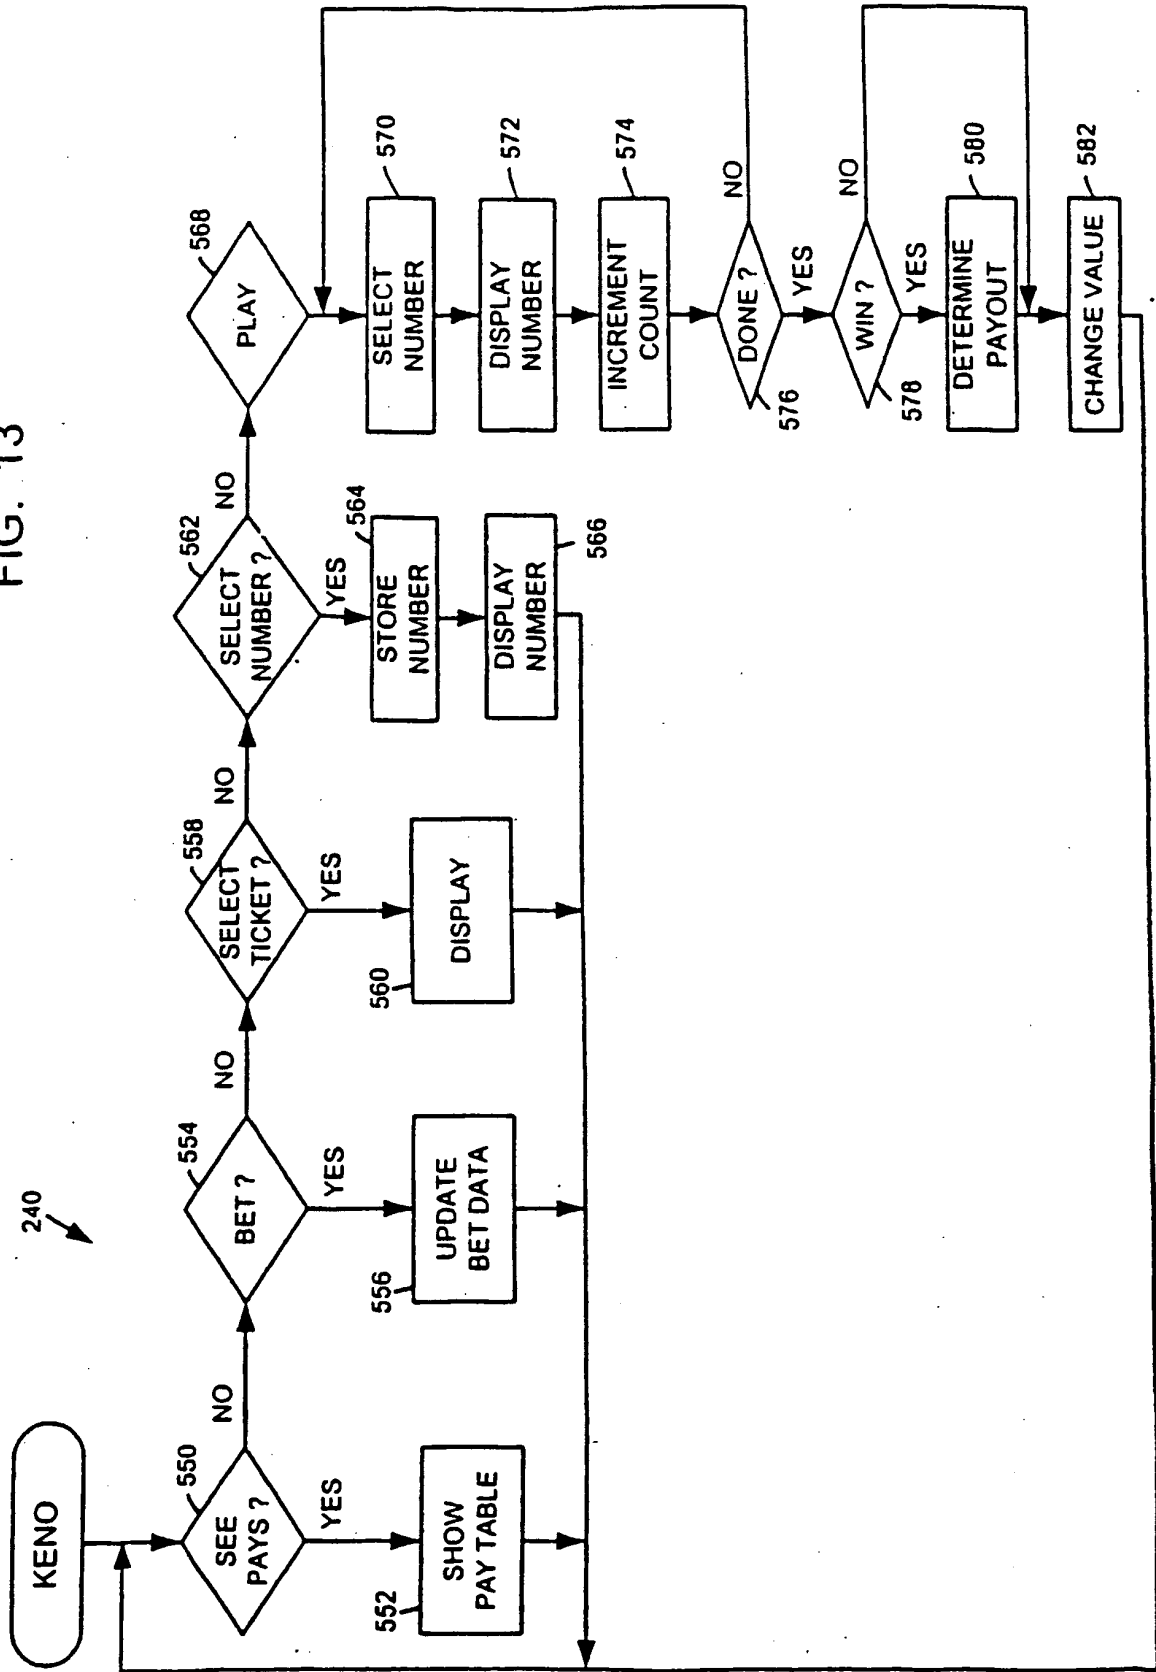 FIG. 13
240
KENO
550
SEE
PAYS ?
NO
YES
552
SHOW
PAY TABLE
554
BET ?
NO
YES
556
UPDATE
BET DATA
558
SELECT
TICKET ?
NO
YES
560
DISPLAY
562
SELECT
NUMBER ?
NO
YES
564
STORE
NUMBER
566
DISPLAY
NUMBER
568
PLAY
570
SELECT
NUMBER
572
DISPLAY
NUMBER
574
INCREMENT
COUNT
576
DONE ?
NO
YES
578
WIN ?
NO
YES
580
DETERMINE
PAYOUT
582
CHANGE VALUE